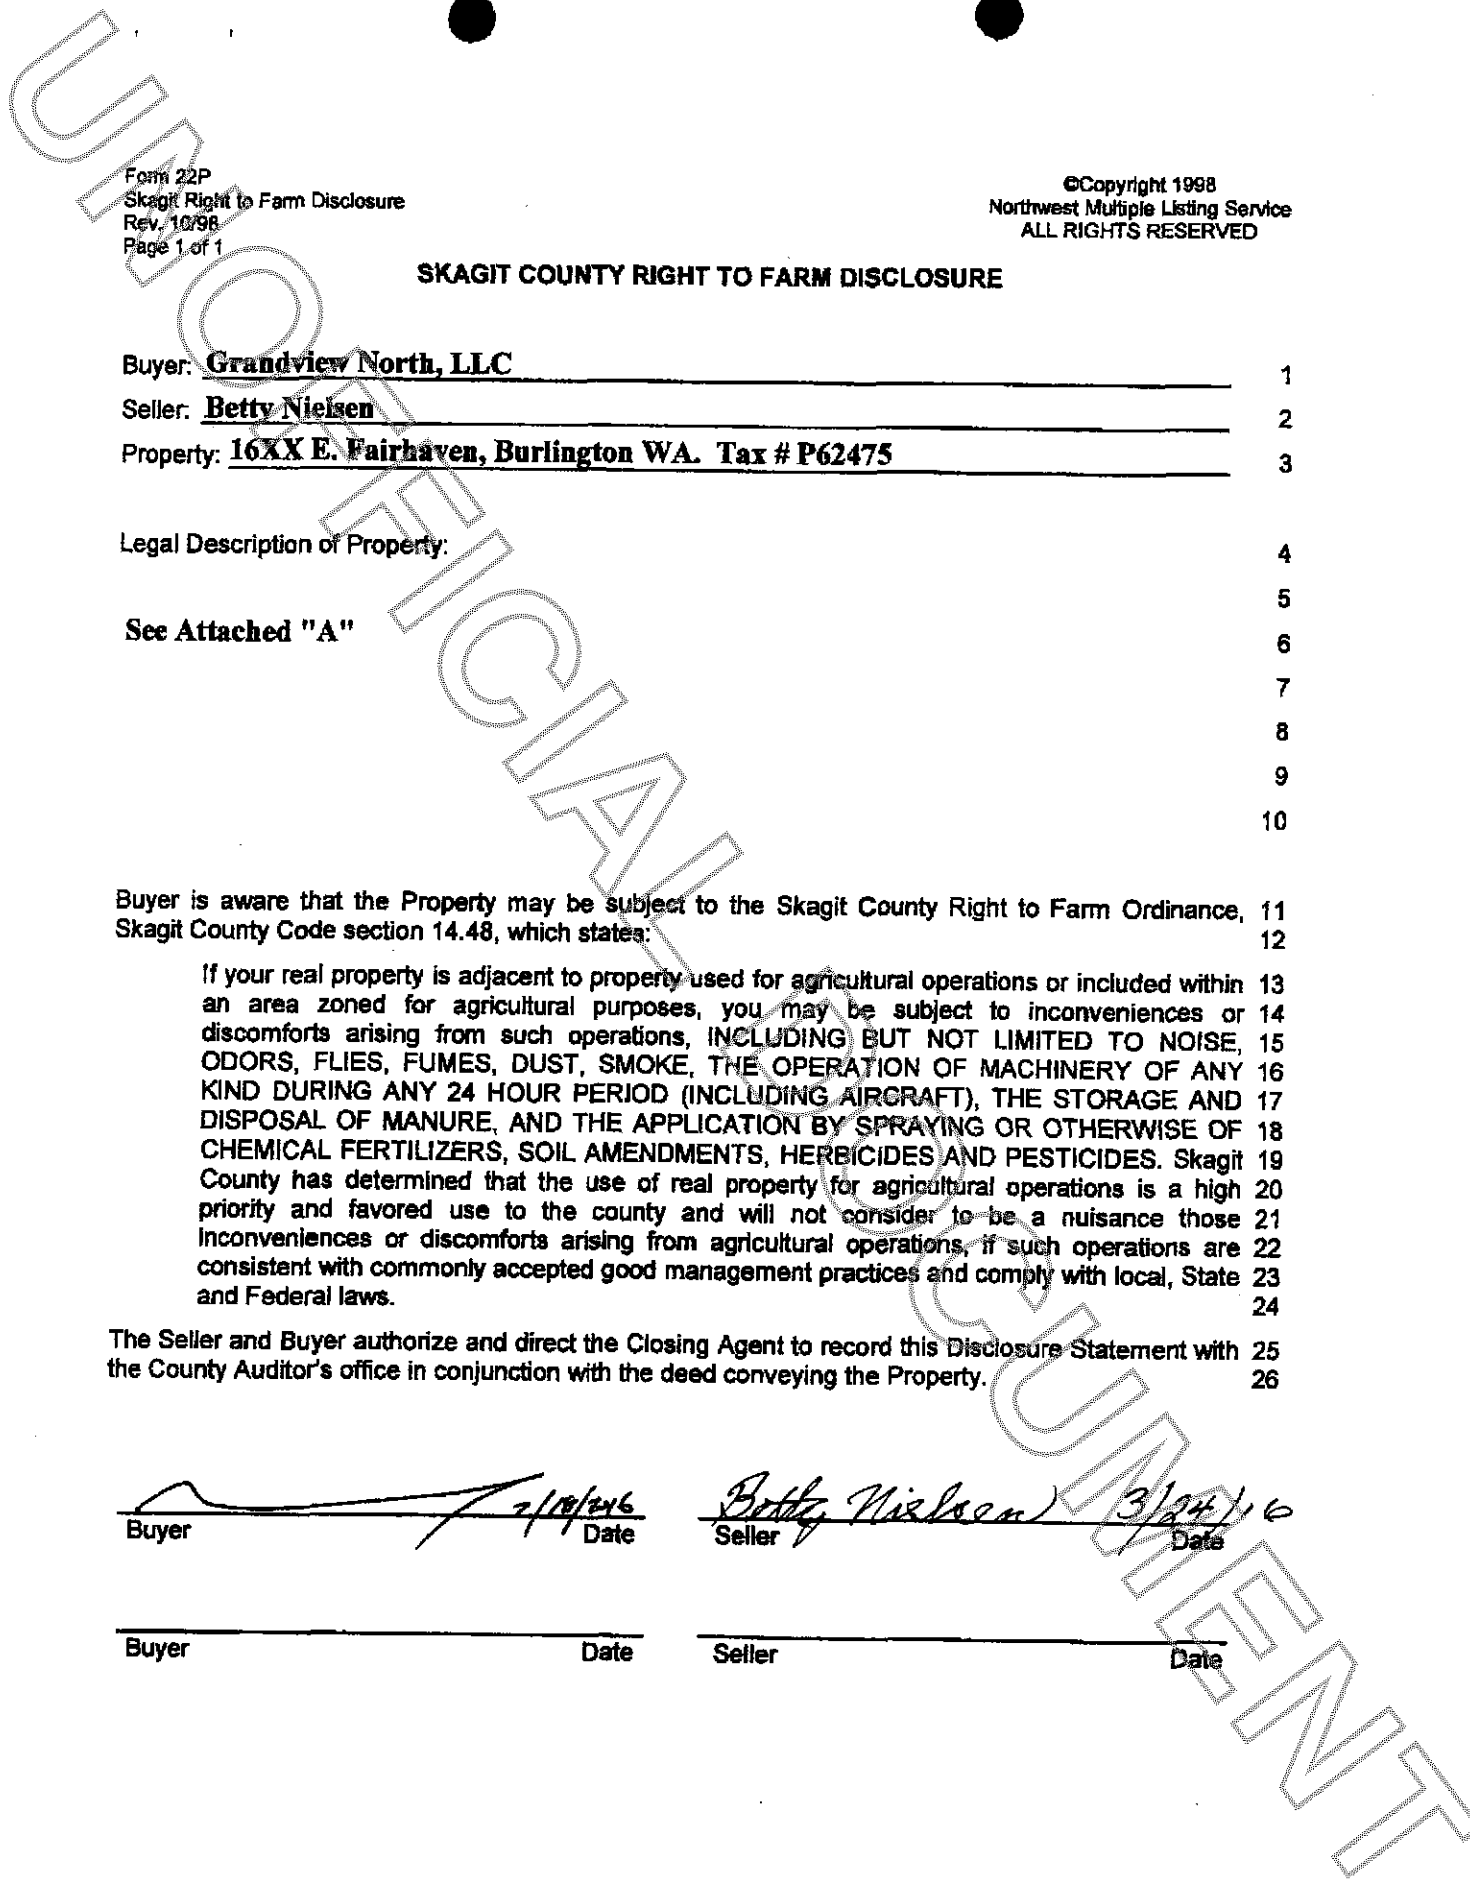 Form 22P
Skagit Right to Farm Disclosure
Rev. 10/98
Page 1 of 1
©Copyright 1998
Northwest Multiple Listing Service
ALL RIGHTS RESERVED
SKAGIT COUNTY RIGHT TO FARM DISCLOSURE
Buyer: Grandview North, LLC 1
Seller: Betty Nielsen 2
Property: 16XX E. Fairhaven, Burlington WA. Tax # P62475 3
Legal Description of Property: 4
5
See Attached "A" 6
7
8
9
10
Buyer is aware that the Property may be subject to the Skagit County Right to Farm Ordinance, 11
Skagit County Code section 14.48, which states: 12
If your real property is adjacent to property used for agricultural operations or included within 13
an area zoned for agricultural purposes, you may be subject to inconveniences or 14
discomforts arising from such operations, INCLUDING BUT NOT LIMITED TO NOISE, 15
ODORS, FLIES, FUMES, DUST, SMOKE, THE OPERATION OF MACHINERY OF ANY 16
KIND DURING ANY 24 HOUR PERIOD (INCLUDING AIRCRAFT), THE STORAGE AND 17
DISPOSAL OF MANURE, AND THE APPLICATION BY SPRAYING OR OTHERWISE OF 18
CHEMICAL FERTILIZERS, SOIL AMENDMENTS, HERBICIDES AND PESTICIDES. Skagit 19
County has determined that the use of real property for agricultural operations is a high 20
priority and favored use to the county and will not consider to be a nuisance those 21
inconveniences or discomforts arising from agricultural operations, if such operations are 22
consistent with commonly accepted good management practices and comply with local, State 23
and Federal laws. 24
The Seller and Buyer authorize and direct the Closing Agent to record this Disclosure Statement with 25
the County Auditor's office in conjunction with the deed conveying the Property. 26
Betty Nielsen 3/24/16
Buyer Date Seller Date
Buyer Date Seller Date
UNOFFICIAL DOCUMENT